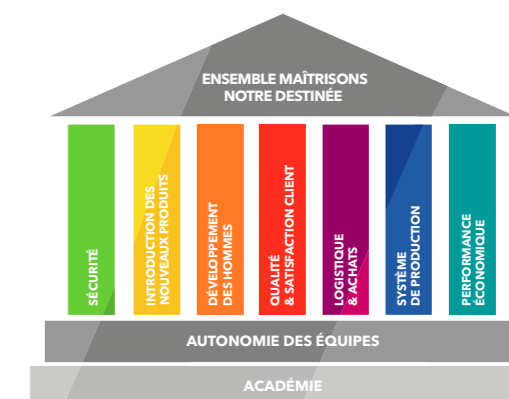 ENSEMBLE MAÎTRISONS
NOTRE DESTINÉE
SÉCURITÉ
INTRODUCTION DES
NOUVEAUX PRODUITS
DÉVELOPPEMENT
DES HOMMES
QUALITÉ
& SATISFACTION CLIENT
LOGISTIQUE
& ACHATS
SYSTÈME
DE PRODUCTION
PERFORMANCE
ÉCONOMIQUE
AUTONOMIE DES ÉQUIPES
ACADÉMIE